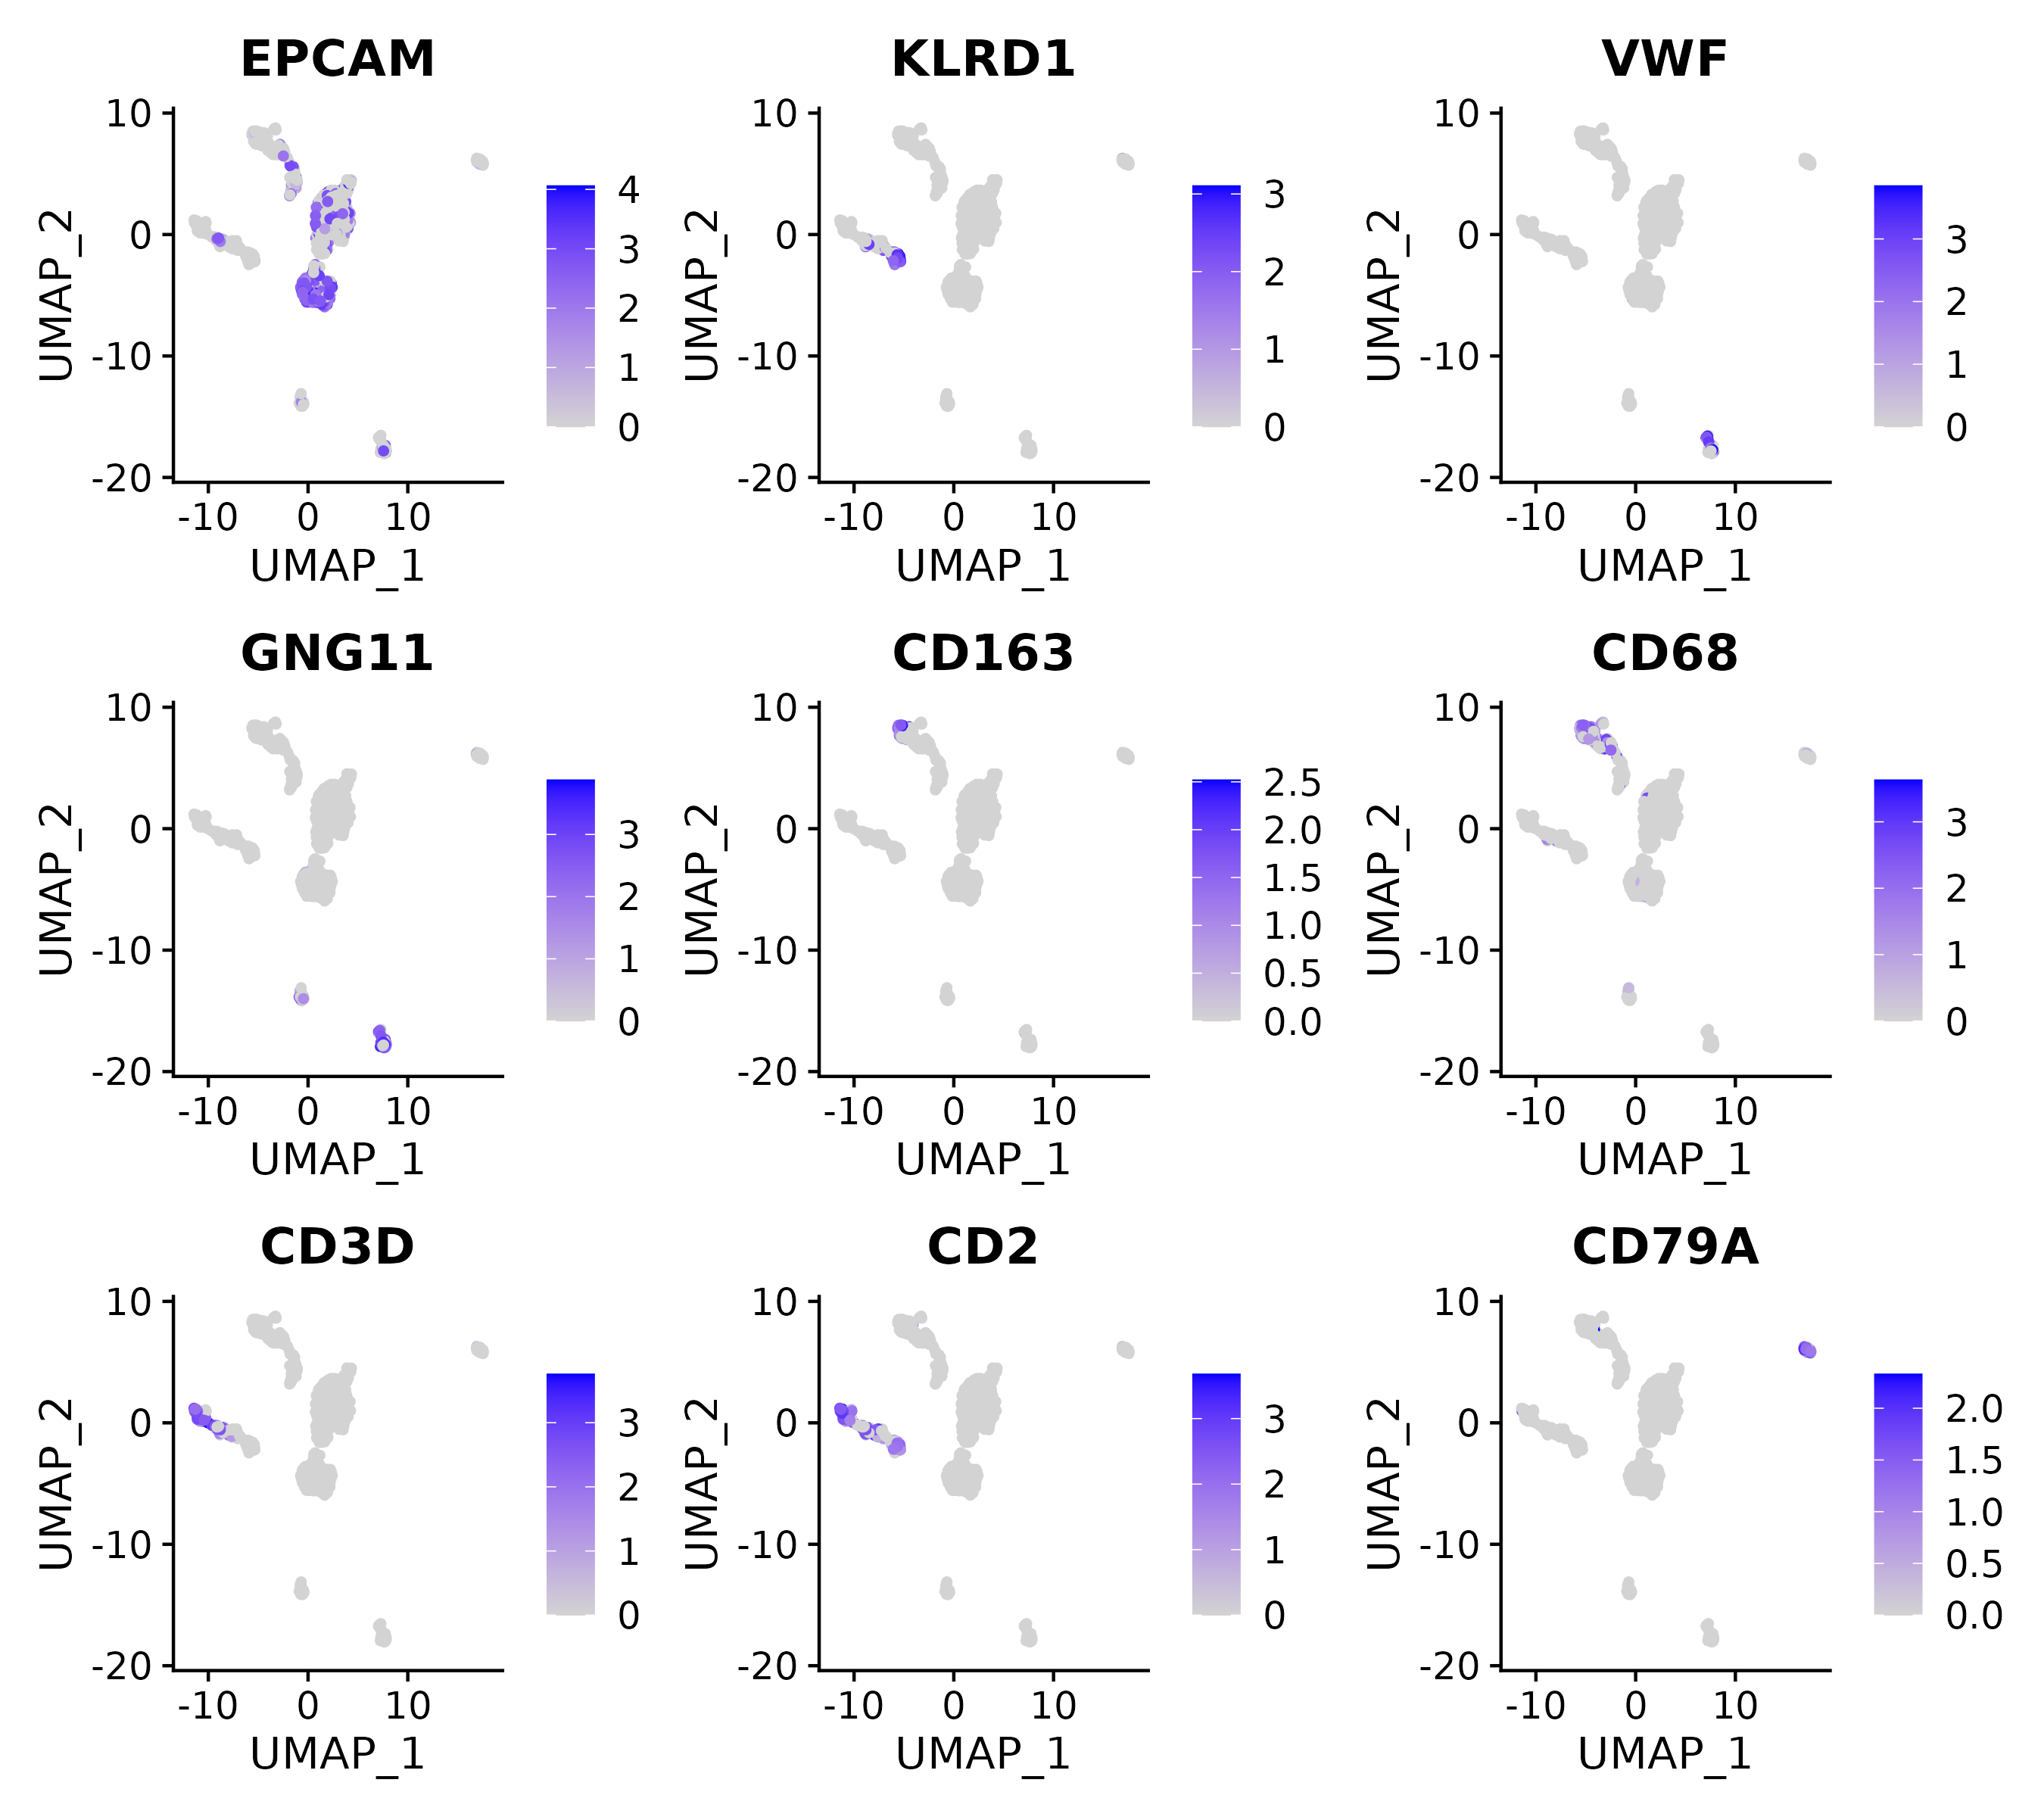 EPCAM KLRD1 VWF
10 10 10
4 3 3
0 3 0 2 0 2
UMAP_2 2 UMAP_2 1 UMAP_2 1
-10 1 -10 -10
0 0 0
-20 -20 -20
-10 0 10 -10 0 10 -10 0 10
UMAP_1 UMAP_1 UMAP_1
GNG11 CD163 CD68
10 10 10
3 2.5 3
0 2 0 2.0 0 2
UMAP_2 1 UMAP_2 1.5 UMAP_2 1
-10 0 -10 1.0 -10 0
0.5
0.0
-20 -20 -20
-10 0 10 -10 0 10 -10 0 10
UMAP_1 UMAP_1 UMAP_1
CD3D CD2 CD79A
10 10 10
3 3 2.0
0 2 0 2 0 1.5
UMAP_2 1 UMAP_2 1 UMAP_2 1.0
-10 0 -10 0 -10 0.5
0.0
-20 -20 -20
-10 0 10 -10 0 10 -10 0 10
UMAP_1 UMAP_1 UMAP_1